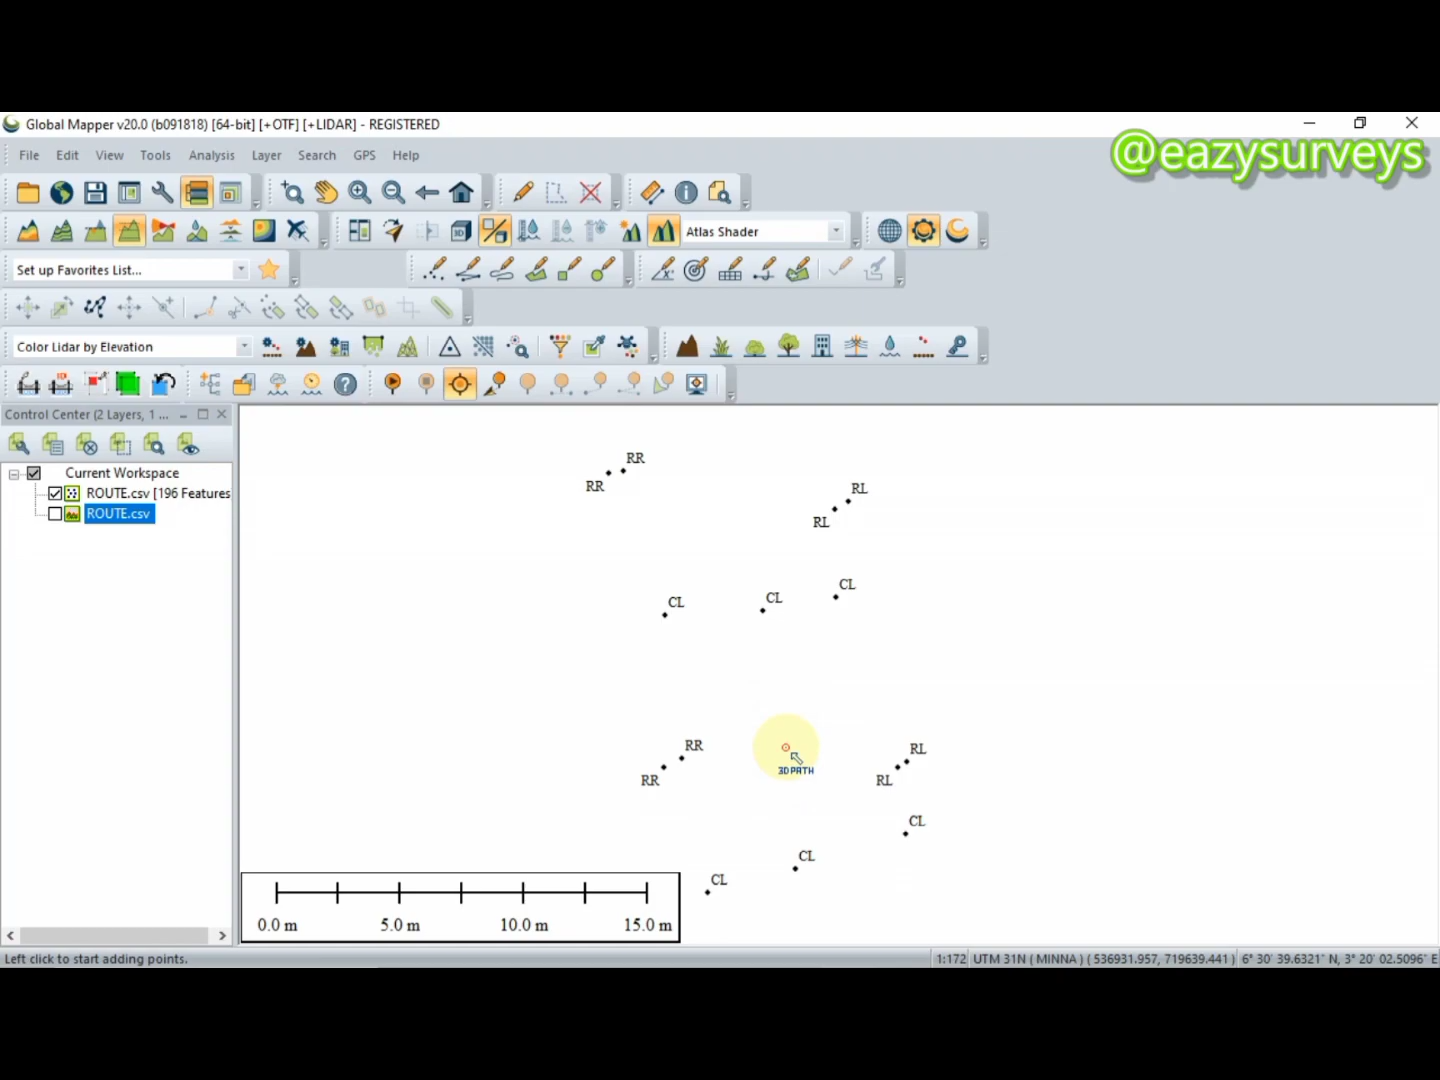 Global Mapper v20.0 (b091818) [64-bit] [+OTF] [+LIDAR] - REGISTERED
@eazysurveys
File Edit View Tools Analysis Layer Search GPS Help
Atlas Shader
Set up Favorites List...
Color Lidar by Elevation
Control Center (2 Layers, 1 ...
Current Workspace
ROUTE.csv [196 Features
ROUTE.csv
RR
RR
RL
RL
CL
CL
CL
RR
RR
RL
RL
3D PATH
CL
CL
CL
0.0 m 5.0 m 10.0 m 15.0 m
Left click to start adding points.
1:172 UTM 31N ( MINNA ) ( 536931.957, 719639.441 ) 6° 30' 39.6321" N, 3° 20' 02.5096" E